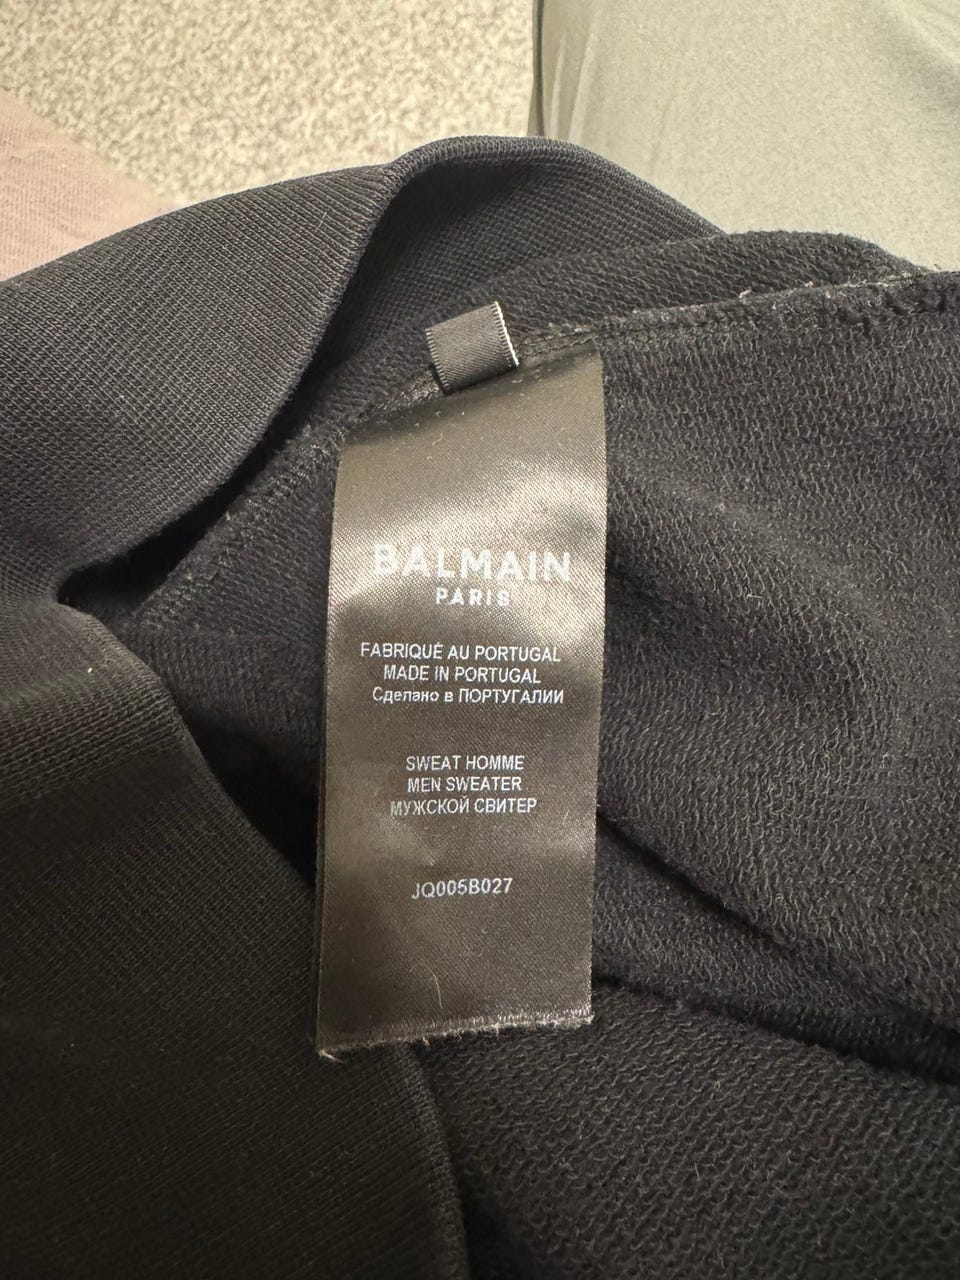 BALMAIN
PARIS
FABRIQUÉ AU PORTUGAL
MADE IN PORTUGAL
Сделано в ПОРТУГАЛИИ
SWEAT HOMME
MEN SWEATER
МУЖСКОЙ СВИТЕР
JQ005B027